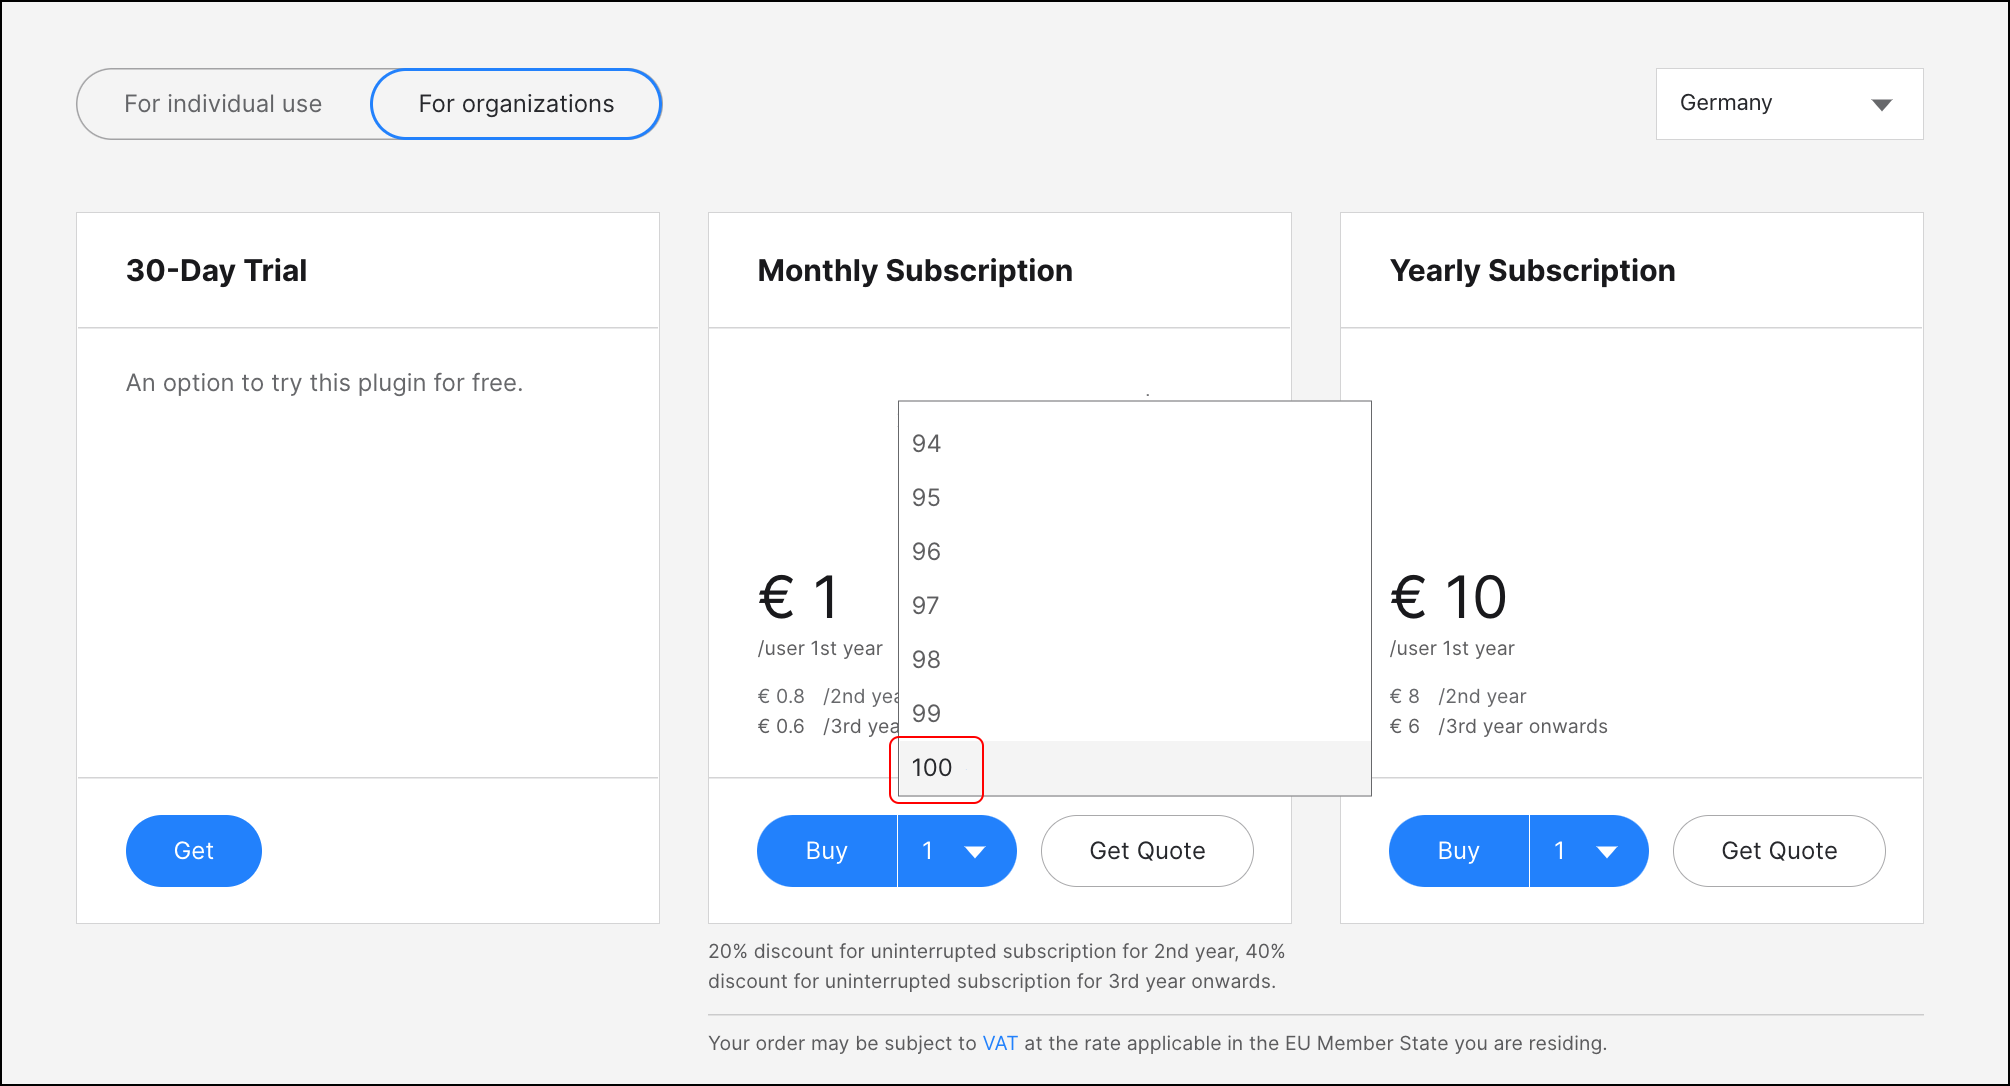 For individual use
For organizations
Germany
30-Day Trial
An option to try this plugin for free.
Get
Monthly Subscription
€ 1
/user 1st year
€ 0.8 /2nd
€ 0.6 /3rd
94
95
96
97
98
99
100
Buy
1
Get Quote
Yearly Subscription
€ 10
/user 1st year
€ 8 /2nd year
€ 6 /3rd year onwards
Buy
1
Get Quote
20% discount for uninterrupted subscription for 2nd year, 40%
discount for uninterrupted subscription for 3rd year onwards.
Your order may be subject to VAT at the rate applicable in the EU Member State you are residing.